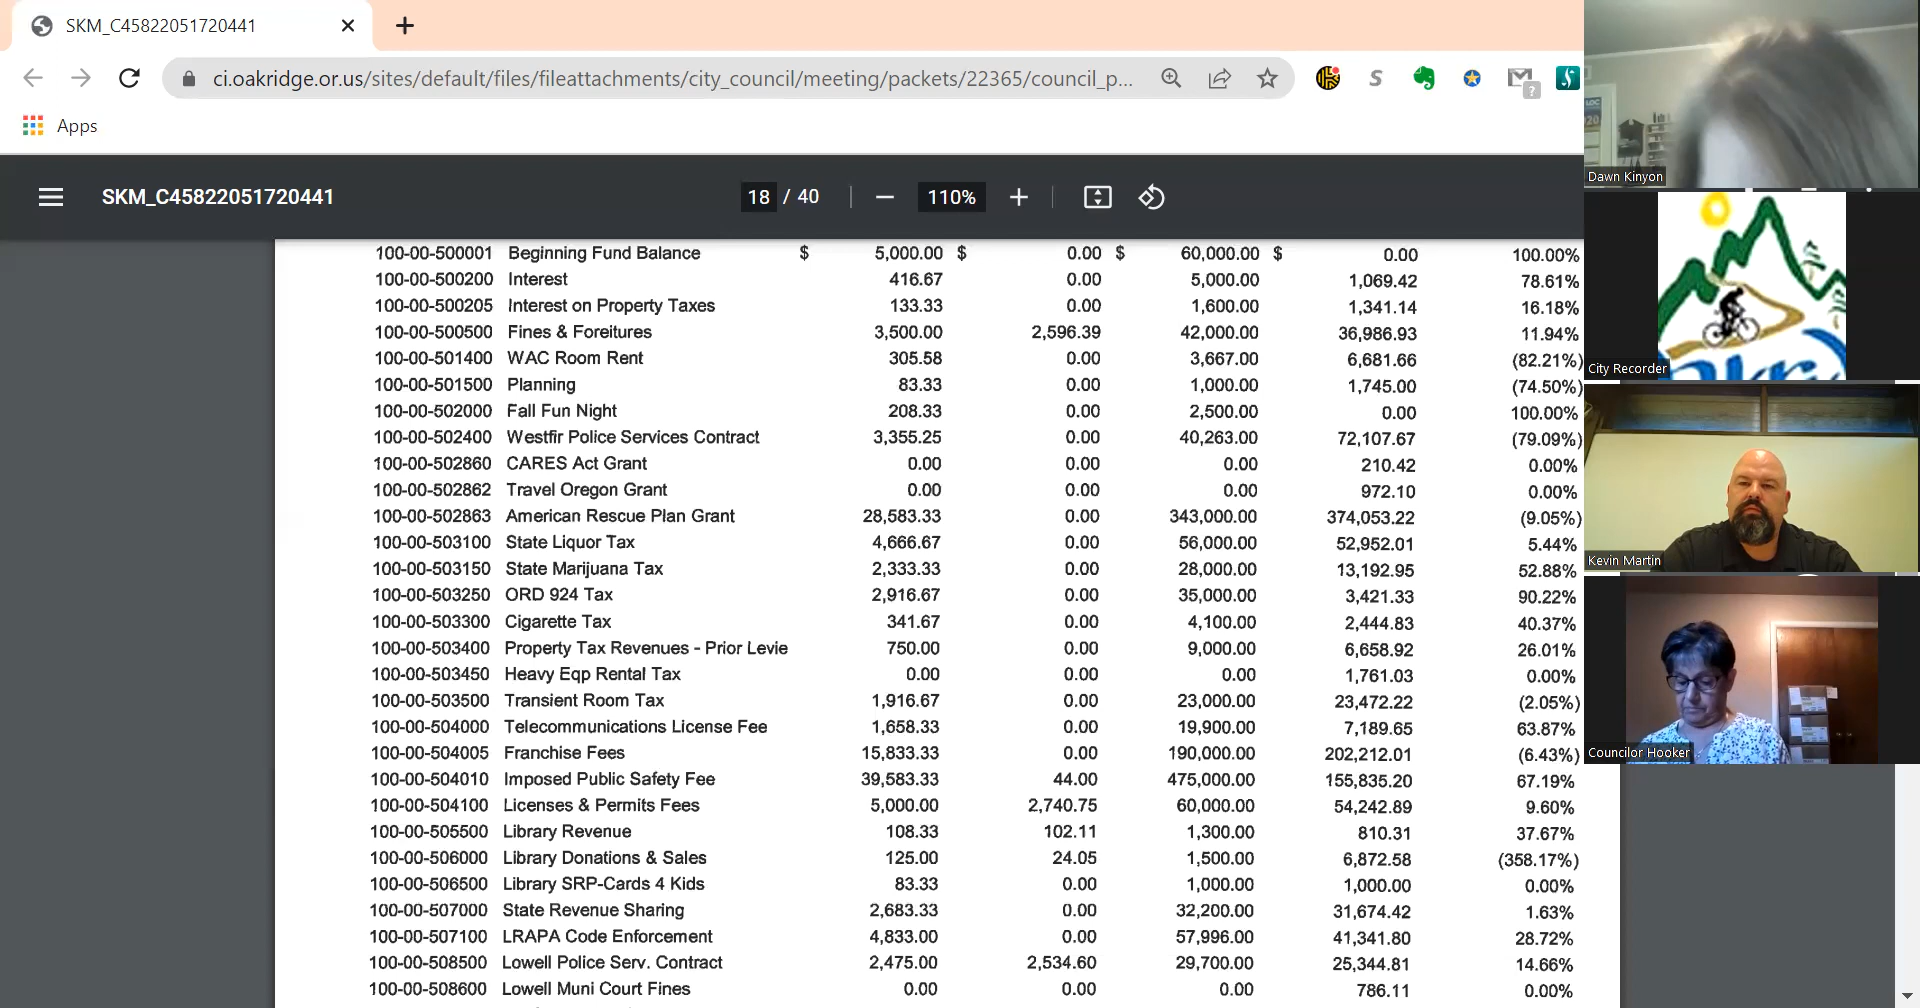 SKM_C45822051720441
ci.oakridge.or.us/sites/default/files/fileattachments/city_council/meeting/packets/22365/council_p...
Apps
SKM_C45822051720441 18 / 40 110%
100-00-500001 Beginning Fund Balance $ 5,000.00 $ 0.00 $ 60,000.00 $ 0.00 100.00%
100-00-500200 Interest 416.67 0.00 5,000.00 1,069.42 78.61%
100-00-500205 Interest on Property Taxes 133.33 0.00 1,600.00 1,341.14 16.18%
100-00-500500 Fines & Foreitures 3,500.00 2,596.39 42,000.00 36,986.93 11.94%
100-00-501400 WAC Room Rent 305.58 0.00 3,667.00 6,681.66 (82.21%)
100-00-501500 Planning 83.33 0.00 1,000.00 1,745.00 (74.50%)
100-00-502000 Fall Fun Night 208.33 0.00 2,500.00 0.00 100.00%
100-00-502400 Westfir Police Services Contract 3,355.25 0.00 40,263.00 72,107.67 (79.09%)
100-00-502860 CARES Act Grant 0.00 0.00 0.00 210.42 0.00%
100-00-502862 Travel Oregon Grant 0.00 0.00 0.00 972.10 0.00%
100-00-502863 American Rescue Plan Grant 28,583.33 0.00 343,000.00 374,053.22 (9.05%)
100-00-503100 State Liquor Tax 4,666.67 0.00 56,000.00 52,952.01 5.44%
100-00-503150 State Marijuana Tax 2,333.33 0.00 28,000.00 13,192.95 52.88%
100-00-503250 ORD 924 Tax 2,916.67 0.00 35,000.00 3,421.33 90.22%
100-00-503300 Cigarette Tax 341.67 0.00 4,100.00 2,444.83 40.37%
100-00-503400 Property Tax Revenues - Prior Levie 750.00 0.00 9,000.00 6,658.92 26.01%
100-00-503450 Heavy Eqp Rental Tax 0.00 0.00 0.00 1,761.03 0.00%
100-00-503500 Transient Room Tax 1,916.67 0.00 23,000.00 23,472.22 (2.05%)
100-00-504000 Telecommunications License Fee 1,658.33 0.00 19,900.00 7,189.65 63.87%
100-00-504005 Franchise Fees 15,833.33 0.00 190,000.00 202,212.01 (6.43%)
100-00-504010 Imposed Public Safety Fee 39,583.33 44.00 475,000.00 155,835.20 67.19%
100-00-504100 Licenses & Permits Fees 5,000.00 2,740.75 60,000.00 54,242.89 9.60%
100-00-505500 Library Revenue 108.33 102.11 1,300.00 810.31 37.67%
100-00-506000 Library Donations & Sales 125.00 24.05 1,500.00 6,872.58 (358.17%)
100-00-506500 Library SRP-Cards 4 Kids 83.33 0.00 1,000.00 1,000.00 0.00%
100-00-507000 State Revenue Sharing 2,683.33 0.00 32,200.00 31,674.42 1.63%
100-00-507100 LRAPA Code Enforcement 4,833.00 0.00 57,996.00 41,341.80 28.72%
100-00-508500 Lowell Police Serv. Contract 2,475.00 2,534.60 29,700.00 25,344.81 14.66%
100-00-508600 Lowell Muni Court Fines 0.00 0.00 0.00 786.11 0.00%
Dawn Kinyon
City Recorder
Kevin Martin
Councilor Hooker